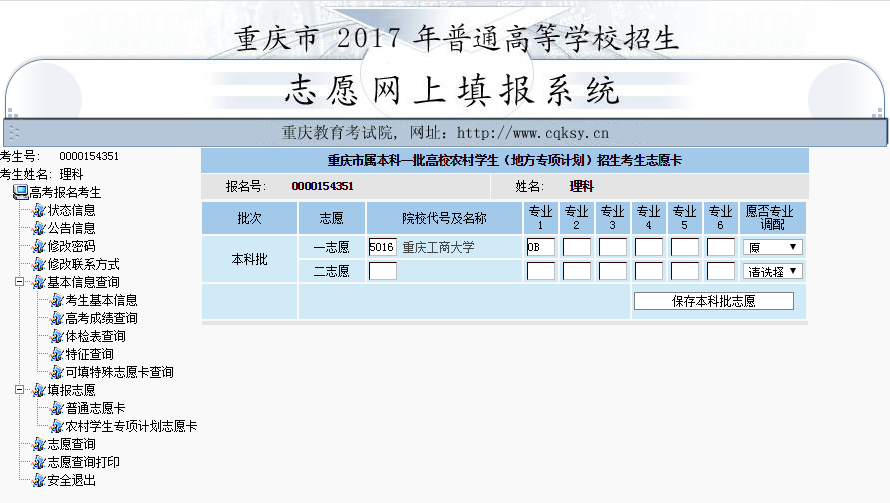 重庆市 2017 年普通高等学校招生
志愿网上填报系统
重庆教育考试院, 网址: http://www.cqksy.cn
考生号: 0000154351
考生姓名: 理科
高考报名考生
状态信息
公告信息
修改密码
修改联系方式
基本信息查询
考生基本信息
高考成绩查询
体检表查询
特征查询
可填特殊志愿卡查询
填报志愿
普通志愿卡
农村学生专项计划志愿卡
志愿查询
志愿查询打印
安全退出
重庆市属本科一批高校农村学生（地方专项计划）招生考生志愿卡
报名号: 0000154351 姓名: 理科
批次 志愿 院校代号及名称 专业1 专业2 专业3 专业4 专业5 专业6 愿否专业调配
本科批 一志愿 5016 重庆工商大学 0B 愿
二志愿 请选择
保存本科批志愿